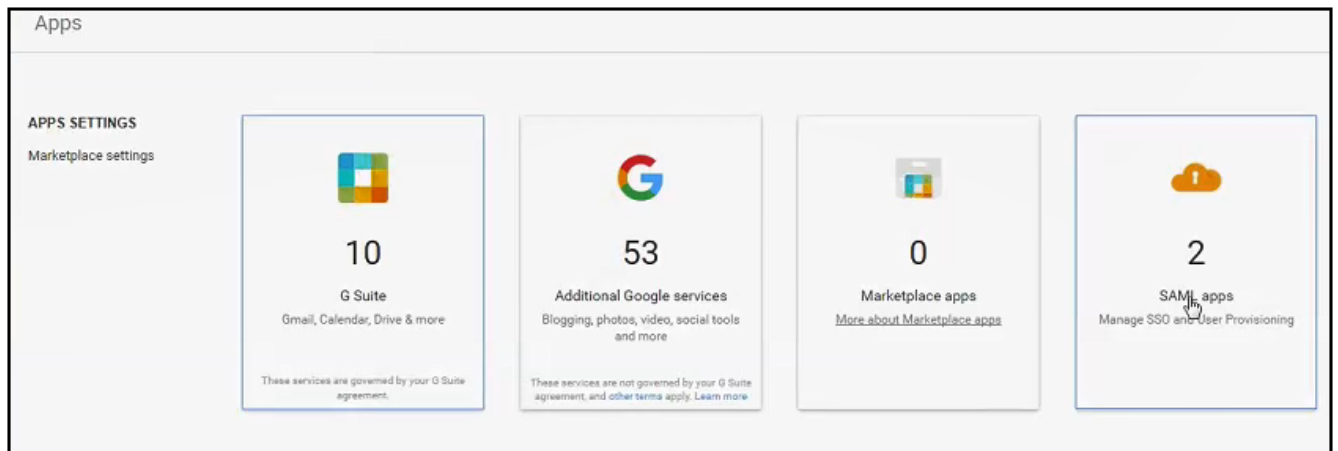 Apps
APPS SETTINGS
Marketplace settings
10
G Suite
Gmail, Calendar, Drive & more
These services are governed by your G Suite
agreement.
53
Additional Google services
Blogging, photos, video, social tools
and more
These services are not governed by your G Suite
agreement, and other terms apply. Learn more
0
Marketplace apps
More about Marketplace apps
2
SAML apps
Manage SSO and User Provisioning